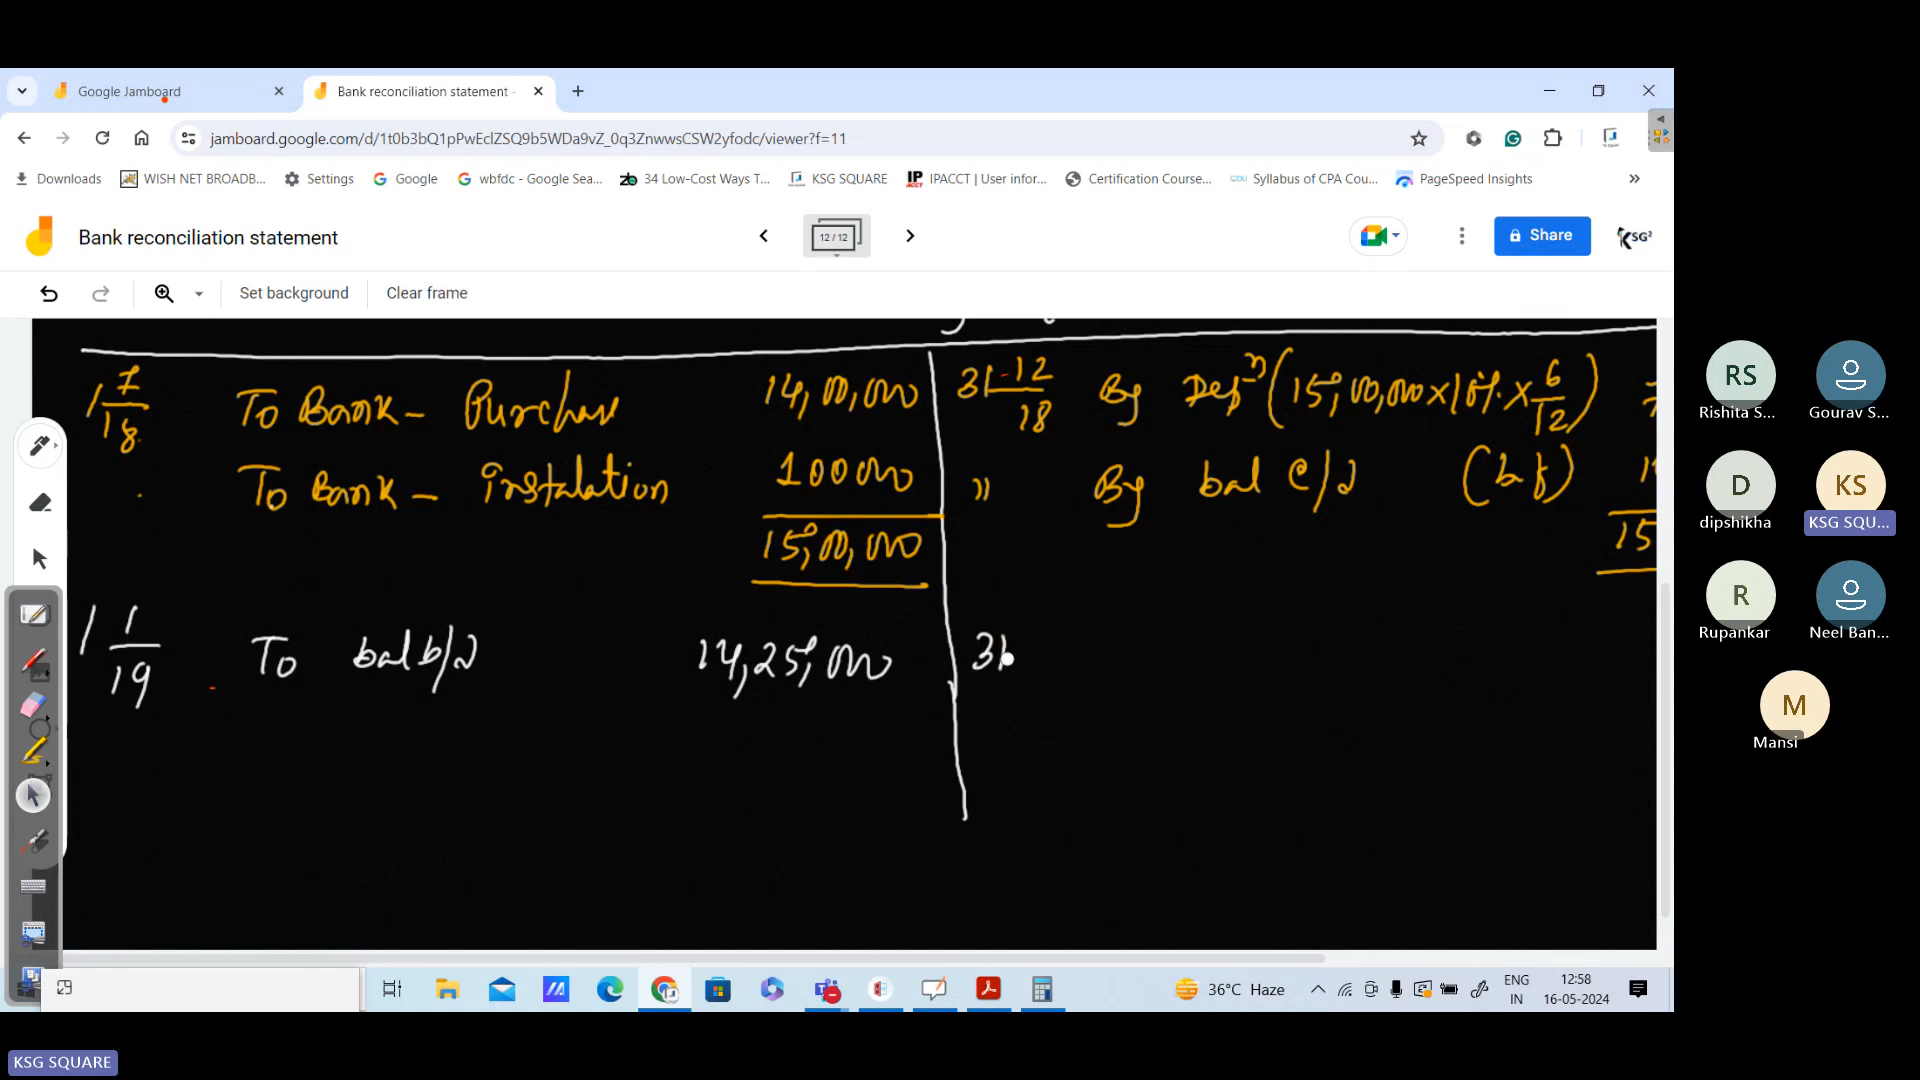 Google Jamboard
Bank reconciliation statement -
jamboard.google.com/d/1t0b3bQ1pPwEclZSQ9b5WDa9vZ_0q3ZnwwsCSW2yfodc/viewer?f=11
Downloads WISH NET BROADB... Settings Google wbfdc - Google Sea... 34 Low-Cost Ways T... KSG SQUARE IPACCT | User infor... Certification Course... Syllabus of CPA Cou... PageSpeed Insights »
Bank reconciliation statement
12 / 12
Share
KSG²
Set background Clear frame
1 7/18 To Bank - Purchase 14,00,000 31-12/18 By Depn (15,00,000 x 10% x 6/12)
To Bank - instalation 100000 " By bal c/d (b f)
15,00,000 15
1 1/19 To bal b/d 14,25,000 31
RS
Rishita S...
Gourav S...
D
dipshikha
KS
KSG SQU...
R
Rupankar
Neel Ban...
M
Mansi
36°C Haze
ENG
IN
12:58
16-05-2024
KSG SQUARE